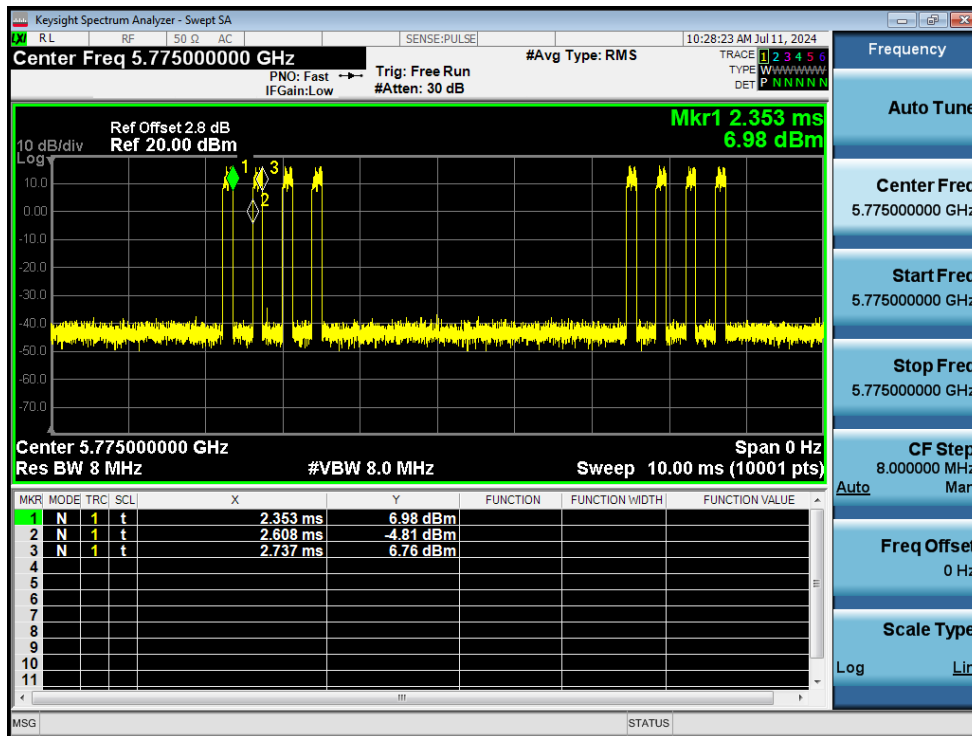 Keysight Spectrum Analyzer - Swept SA
LXI RL RF 50 Ω AC SENSE:PULSE 10:28:23 AM Jul 11, 2024
Center Freq 5.775000000 GHz #Avg Type: RMS TRACE 1 2 3 4 5 6
PNO: Fast Trig: Free Run TYPE W W W W W W
IFGain:Low #Atten: 30 dB DET P N N N N N
Ref Offset 2.8 dB Mkr1 2.353 ms
10 dB/div Ref 20.00 dBm 6.98 dBm
Log
1 3
10.0
2
0.00
-10.0
-20.0
-30.0
-40.0
-50.0
-60.0
-70.0
Center 5.775000000 GHz Span 0 Hz
Res BW 8 MHz #VBW 8.0 MHz Sweep 10.00 ms (10001 pts)
MKR MODE TRC SCL X Y FUNCTION FUNCTION WIDTH FUNCTION VALUE
1 N 1 t 2.353 ms 6.98 dBm
2 N 1 t 2.608 ms -4.81 dBm
3 N 1 t 2.737 ms 6.76 dBm
4
5
6
7
8
9
10
11
MSG STATUS
Frequency
Auto Tune
Center Freq
5.775000000 GHz
Start Freq
5.775000000 GHz
Stop Freq
5.775000000 GHz
CF Step
8.000000 MHz
Auto Man
Freq Offset
0 Hz
Scale Type
Log Lin